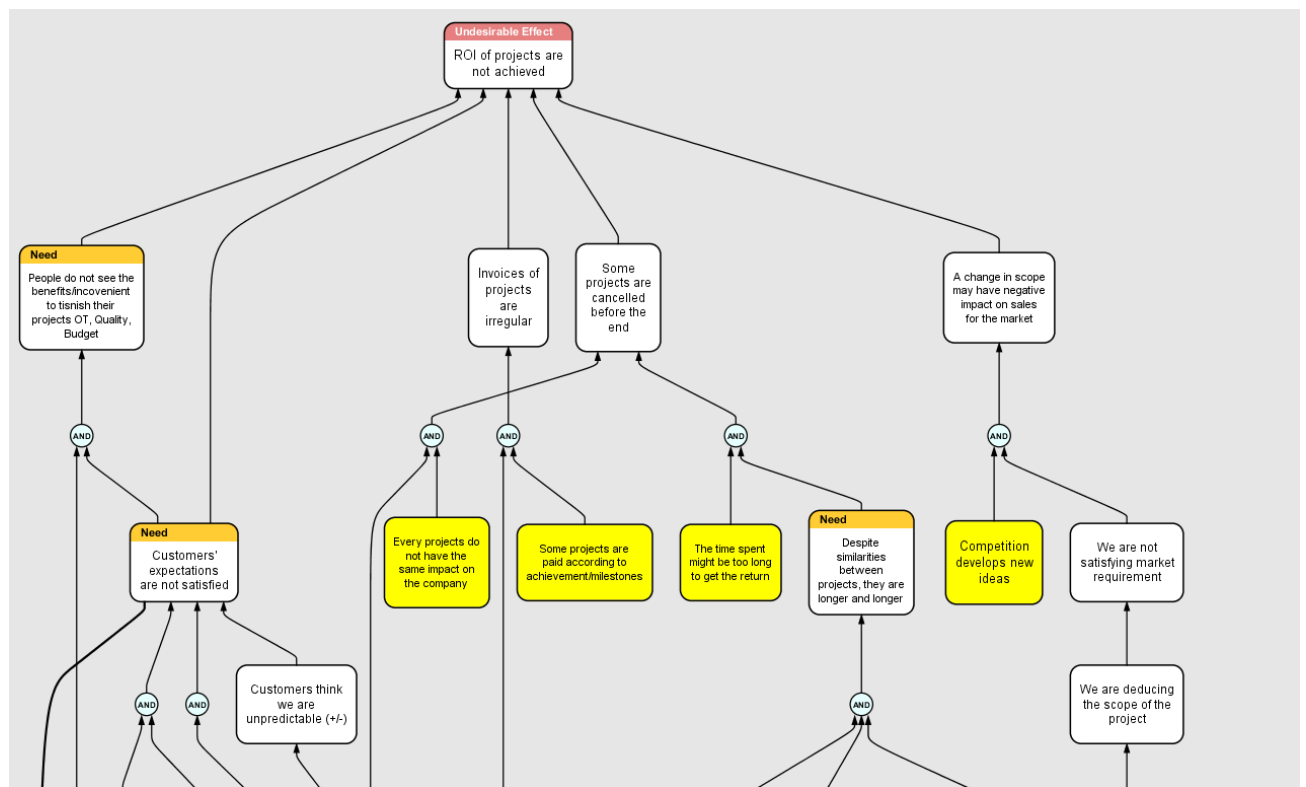 Undesirable Effect
ROI of projects are
not achieved
Need
People do not see the
benefits/incovenient
to tisnish their
projects OT, Quality,
Budget
Invoices of
projects
are
irregular
Some
projects are
cancelled
before the
end
A change in scope
may have negative
impact on sales
for the market
AND
AND
AND
AND
AND
Need
Customers'
expectations
are not satisfied
Every projects do
not have the
same impact on
the company
Some projects are
paid according to
achievement/milestones
The time spent
might be too long
to get the return
Need
Despite
similarities
between
projects, they are
longer and longer
Competition
develops new
ideas
We are not
satisfying market
requirement
AND
AND
Customers think
we are
unpredictable (+/-)
AND
We are deducing
the scope of the
project